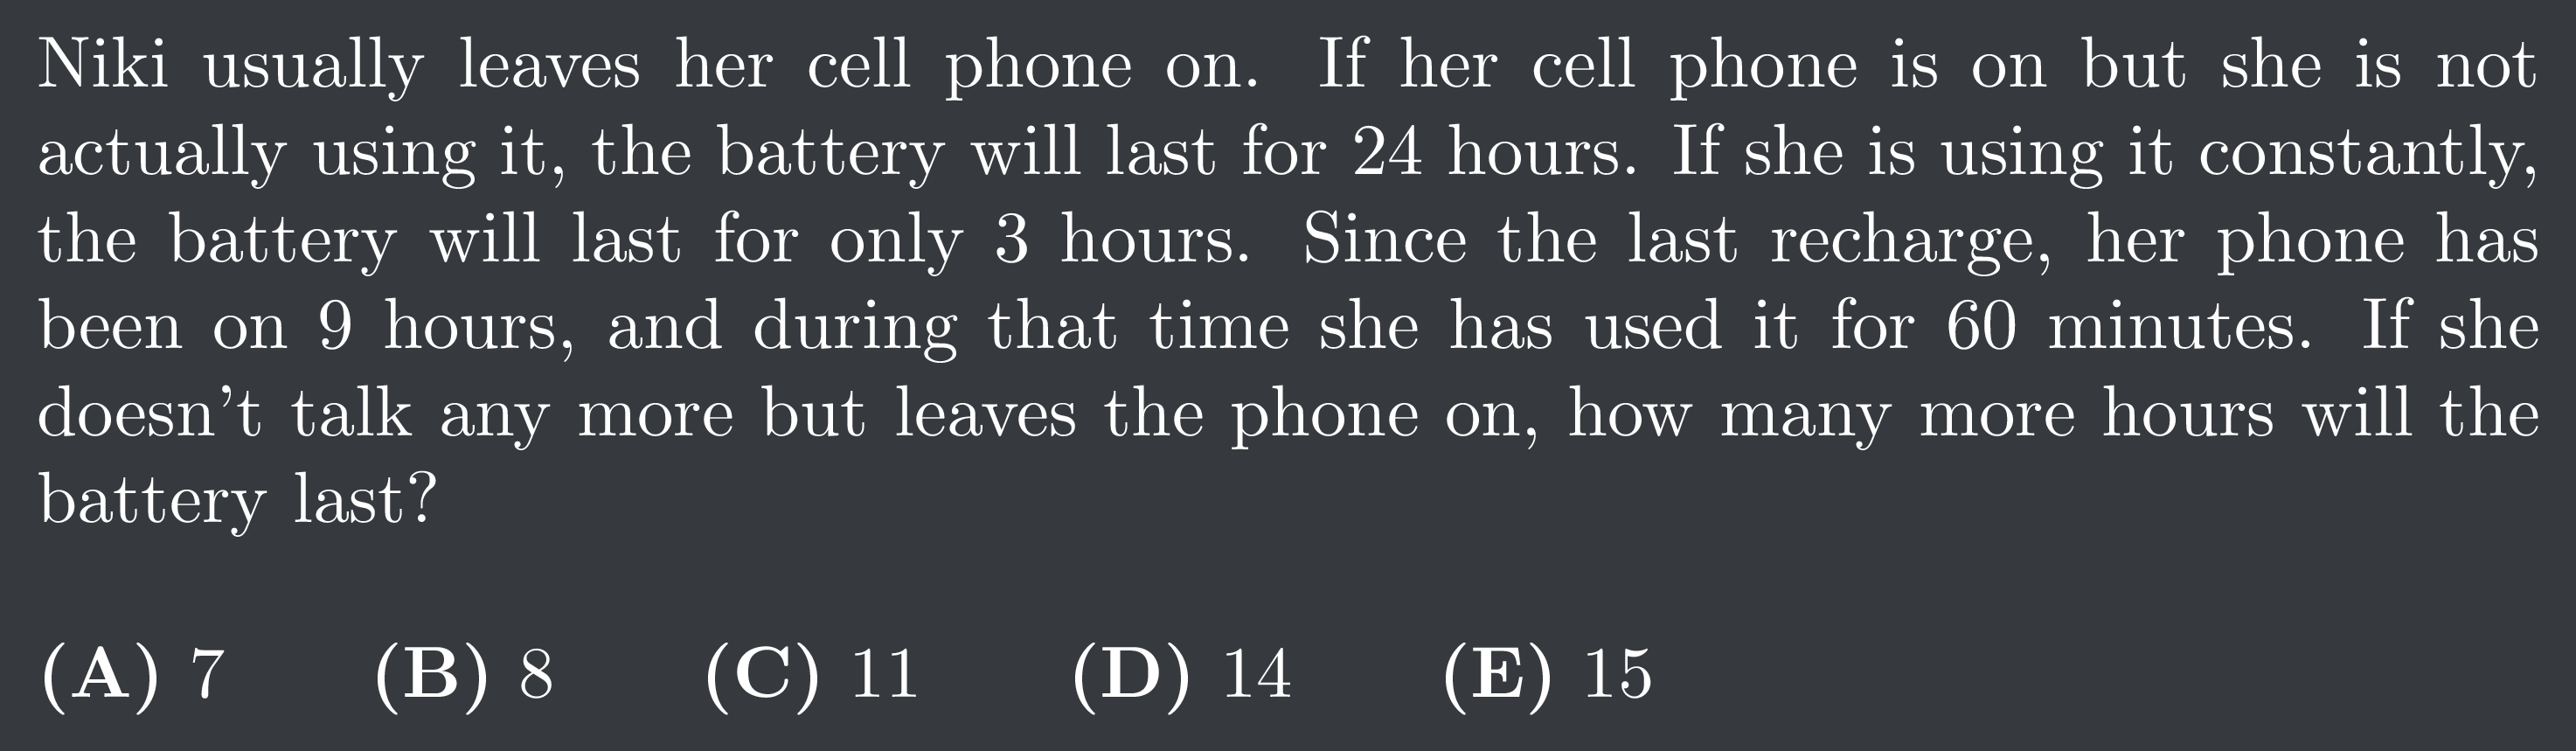 Niki usually leaves her cell phone on. If her cell phone is on but she is not
actually using it, the battery will last for 24 hours. If she is using it constantly,
the battery will last for only 3 hours. Since the last recharge, her phone has
been on 9 hours, and during that time she has used it for 60 minutes. If she
doesn't talk any more but leaves the phone on, how many more hours will the
battery last?
(A) 7 (B) 8 (C) 11 (D) 14 (E) 15